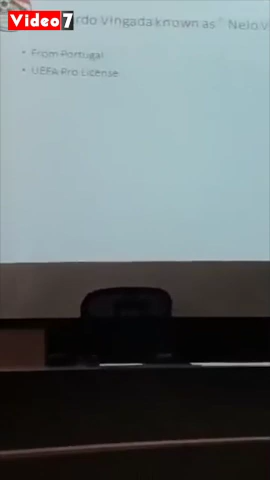 Video7
rdo Vingada known as " Nelo v
• From Portugal
• UEFA Pro License